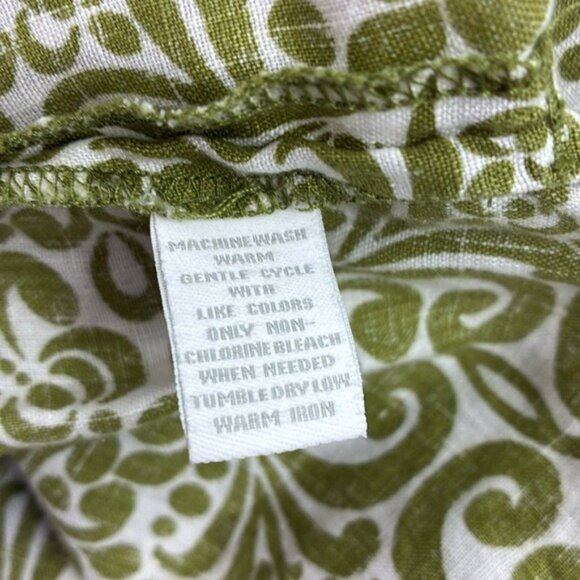 MACHINE WASH
WARM
GENTLE CYCLE
WITH
LIKE COLORS
ONLY NON-
CHLORINE BLEACH
WHEN NEEDED
TUMBLE DRY LOW
WARM IRON